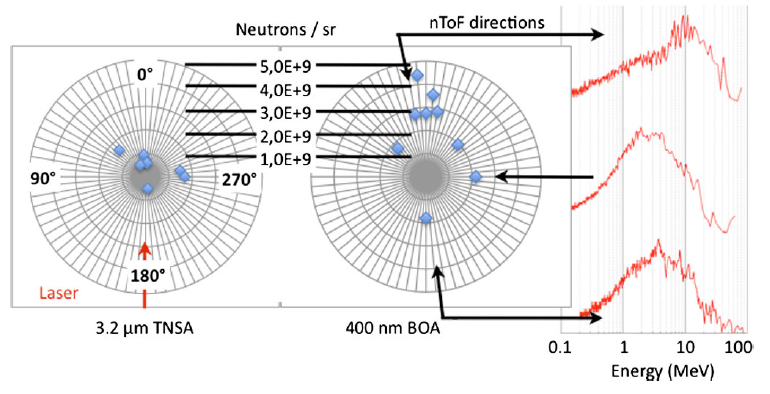 Neutrons / sr
nToF directions
5,0E+9
4,0E+9
3,0E+9
2,0E+9
1,0E+9
0°
90°
270°
180°
Laser
3.2 µm TNSA
400 nm BOA
0.1
1
10
100
Energy (MeV)